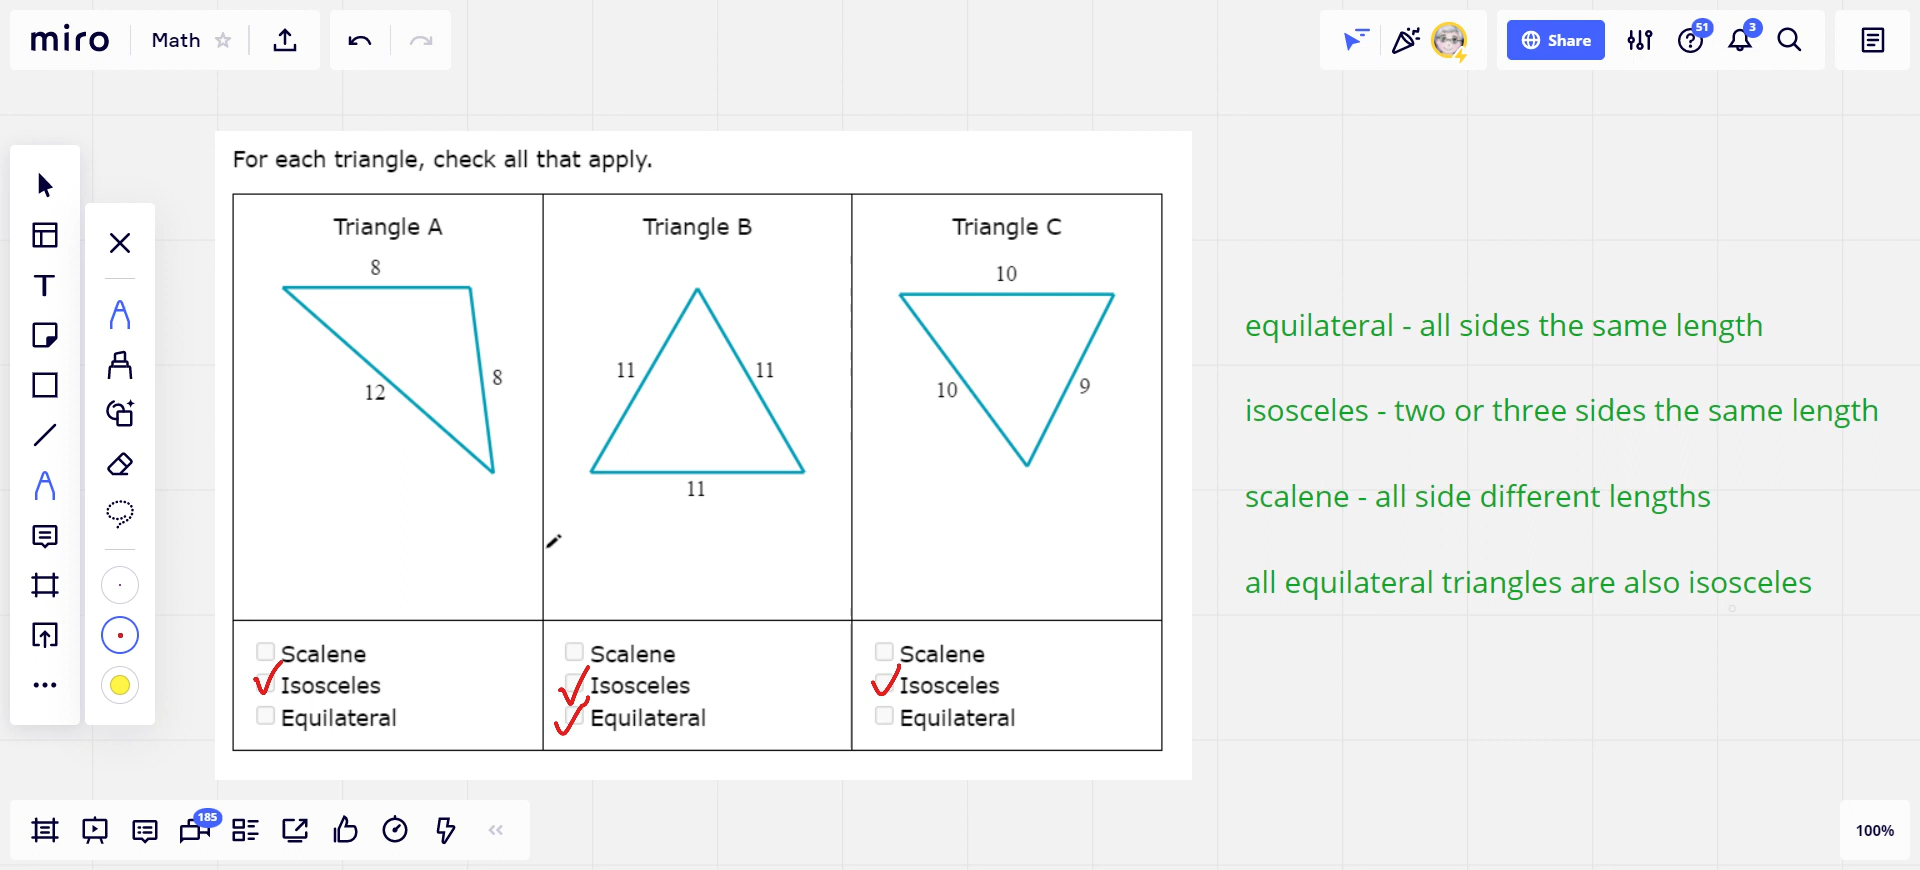 miro
Math
Share
51
3
For each triangle, check all that apply.
Triangle A
8
12
8
Triangle B
11
11
11
Triangle C
10
10
9
Scalene
Isosceles
Equilateral
Scalene
Isosceles
Equilateral
Scalene
Isosceles
Equilateral
equilateral - all sides the same length
isosceles - two or three sides the same length
scalene - all side different lengths
all equilateral triangles are also isosceles
185
100%